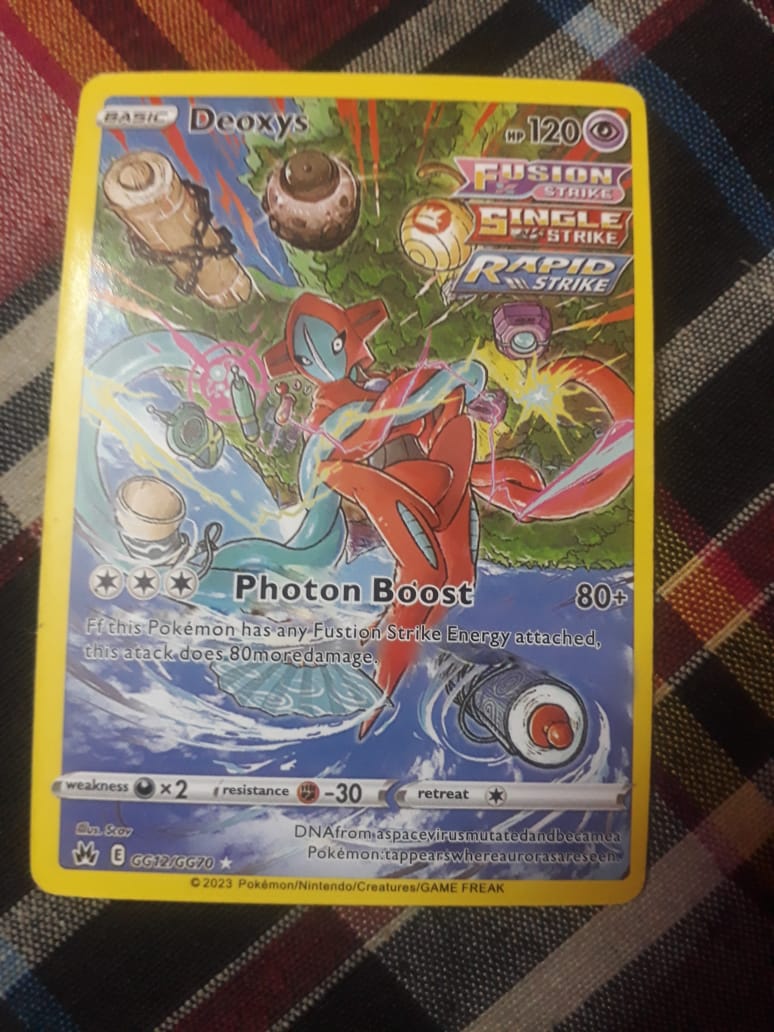 BASIC Deoxys HP 120
FUSION STRIKE
SINGLE STRIKE
RAPID STRIKE
Photon Boost 80+
Ff this Pokémon has any Fustion Strike Energy attached,
this atack does 80moredamage.
weakness ×2 resistance -30 retreat
Illus. Scav
DNAfrom aspacevirusmutatedandbecamea
Pokémon:tappearswhereaurorasareseen.
E GG12/GG70
©2023 Pokémon/Nintendo/Creatures/GAME FREAK